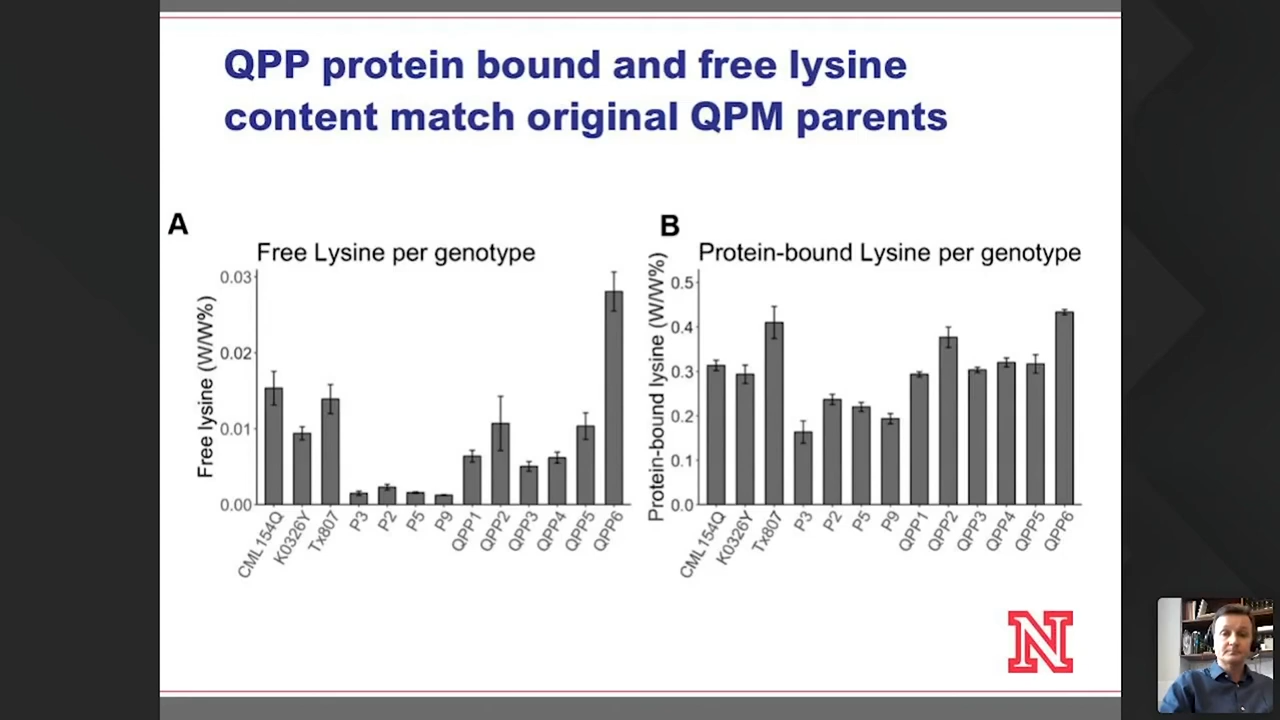 QPP protein bound and free lysine
content match original QPM parents
A
Free Lysine per genotype
Free lysine (W/W%)
0.03
0.02
0.01
0.00
CML154Q
K0326Y
Tx807
P3
P2
P5
P9
QPP1
QPP2
QPP3
QPP4
QPP5
QPP6
B
Protein-bound Lysine per genotype
Protein-bound lysine (W/W%)
0.5
0.4
0.3
0.2
0.1
0.0
CML154Q
K0326Y
Tx807
P3
P2
P5
P9
QPP1
QPP2
QPP3
QPP4
QPP5
QPP6
N